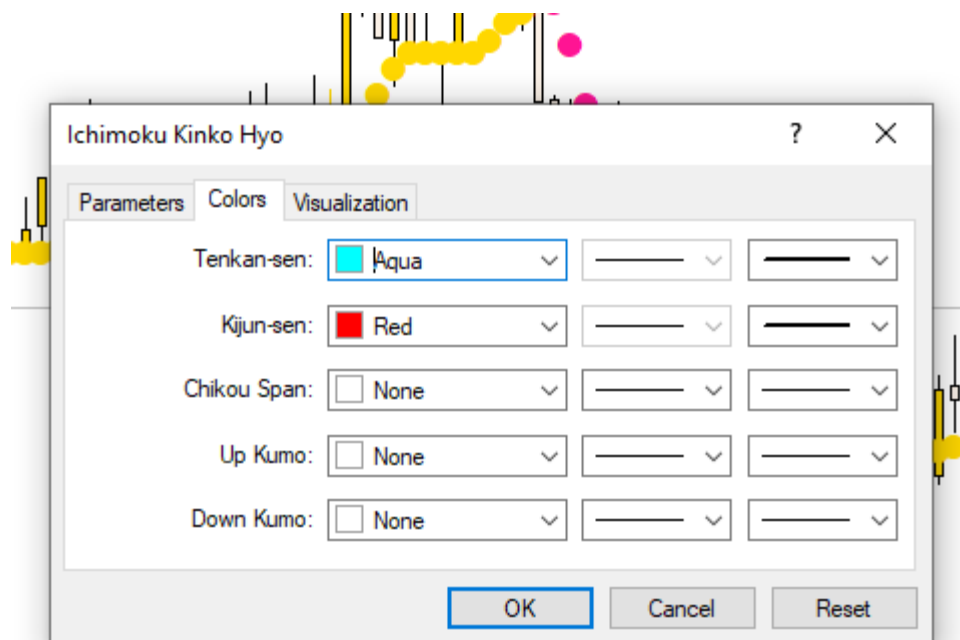 Ichimoku Kinko Hyo ?
Parameters Colors Visualization
Tenkan-sen: Aqua
Kijun-sen: Red
Chikou Span: None
Up Kumo: None
Down Kumo: None
OK Cancel Reset